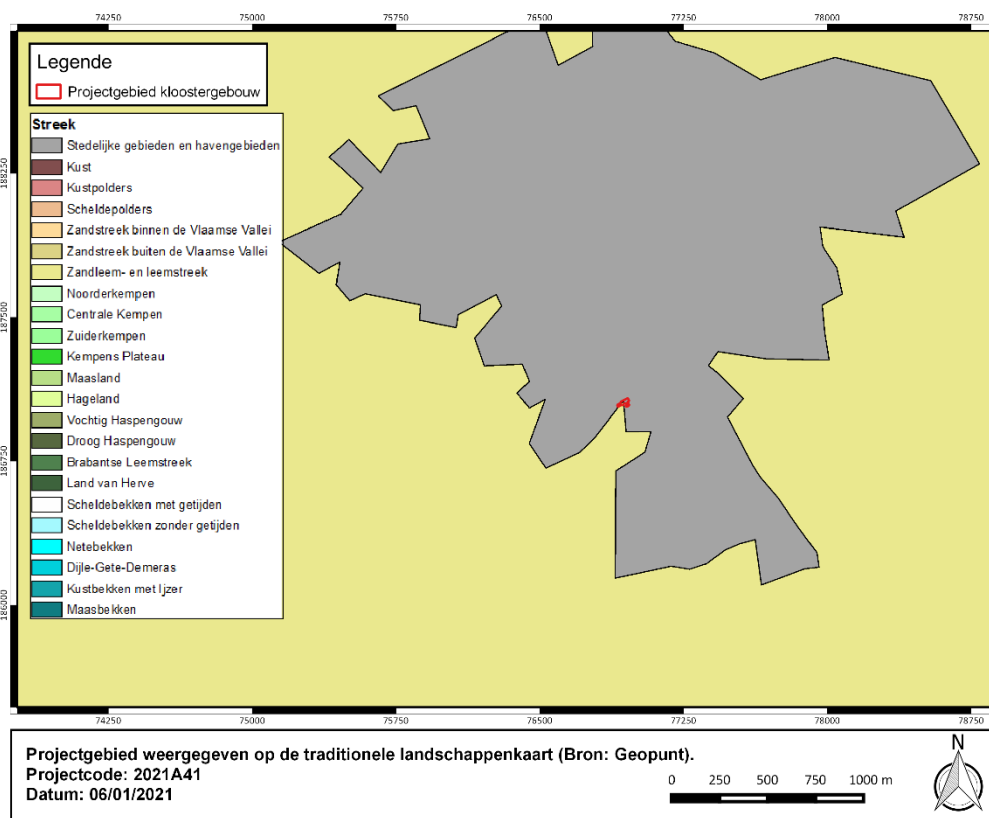 74250 75000 75750 76500 77250 78000 78750
Legende
Projectgebied kloostergebouw
Streek
Stedelijke gebieden en havengebieden
Kust
Kustpolders
Scheldepolders
Zandstreek binnen de Vlaamse Vallei
Zandstreek buiten de Vlaamse Vallei
Zandleem- en leemstreek
Noorderkempen
Centrale Kempen
Zuiderkempen
Kempens Plateau
Maasland
Hageland
Vochtig Haspengouw
Droog Haspengouw
Brabantse Leemstreek
Land van Herve
Scheldebekken met getijden
Scheldebekken zonder getijden
Netebekken
Dijle-Gete-Demeras
Kustbekken met Ijzer
Maasbekken
188250
187500
186750
186000
74250 75000 75750 76500 77250 78000 78750
Projectgebied weergegeven op de traditionele landschappenkaart (Bron: Geopunt).
Projectcode: 2021A41
Datum: 06/01/2021
0 250 500 750 1000 m
N